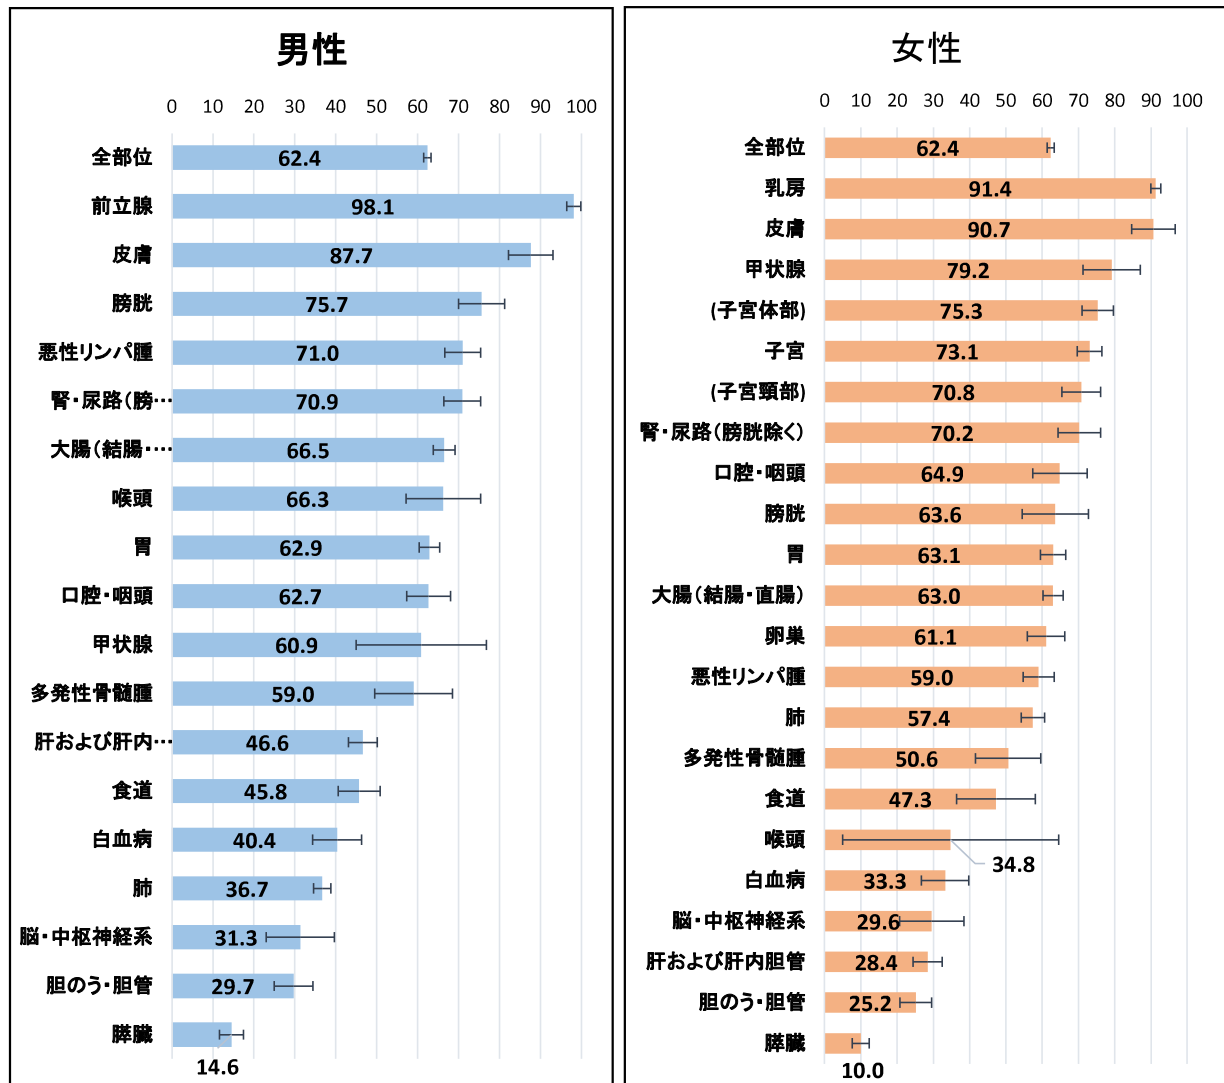 男性
0 10 20 30 40 50 60 70 80 90 100
全部位 62.4
前立腺 98.1
皮膚 87.7
膀胱 75.7
悪性リンパ腫 71.0
腎・尿路(膀… 70.9
大腸(結腸・… 66.5
喉頭 66.3
胃 62.9
口腔・咽頭 62.7
甲状腺 60.9
多発性骨髄腫 59.0
肝および肝内… 46.6
食道 45.8
白血病 40.4
肺 36.7
脳・中枢神経系 31.3
胆のう・胆管 29.7
膵臓 14.6
女性
0 10 20 30 40 50 60 70 80 90 100
全部位 62.4
乳房 91.4
皮膚 90.7
甲状腺 79.2
(子宮体部) 75.3
子宮 73.1
(子宮頸部) 70.8
腎・尿路(膀胱除く) 70.2
口腔・咽頭 64.9
膀胱 63.6
胃 63.1
大腸(結腸・直腸) 63.0
卵巣 61.1
悪性リンパ腫 59.0
肺 57.4
多発性骨髄腫 50.6
食道 47.3
喉頭 34.8
白血病 33.3
脳・中枢神経系 29.6
肝および肝内胆管 28.4
胆のう・胆管 25.2
膵臓 10.0